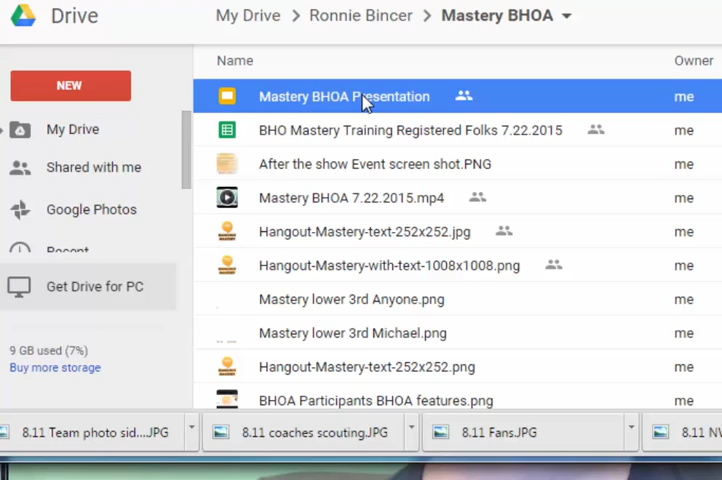 Drive
My Drive > Ronnie Bincer > Mastery BHOA
Name
Owner
NEW
My Drive
Shared with me
Google Photos
Recent
Get Drive for PC
9 GB used (7%)
Buy more storage
Mastery BHOA Presentation me
BHO Mastery Training Registered Folks 7.22.2015 me
After the show Event screen shot.PNG me
Mastery BHOA 7.22.2015.mp4 me
Hangout-Mastery-text-252x252.jpg me
Hangout-Mastery-with-text-1008x1008.png me
Mastery lower 3rd Anyone.png me
Mastery lower 3rd Michael.png me
Hangout-Mastery-text-252x252.png me
BHOA Participants BHOA features.png me
8.11 Team photo sid....JPG
8.11 coaches scouting.JPG
8.11 Fans.JPG
8.11